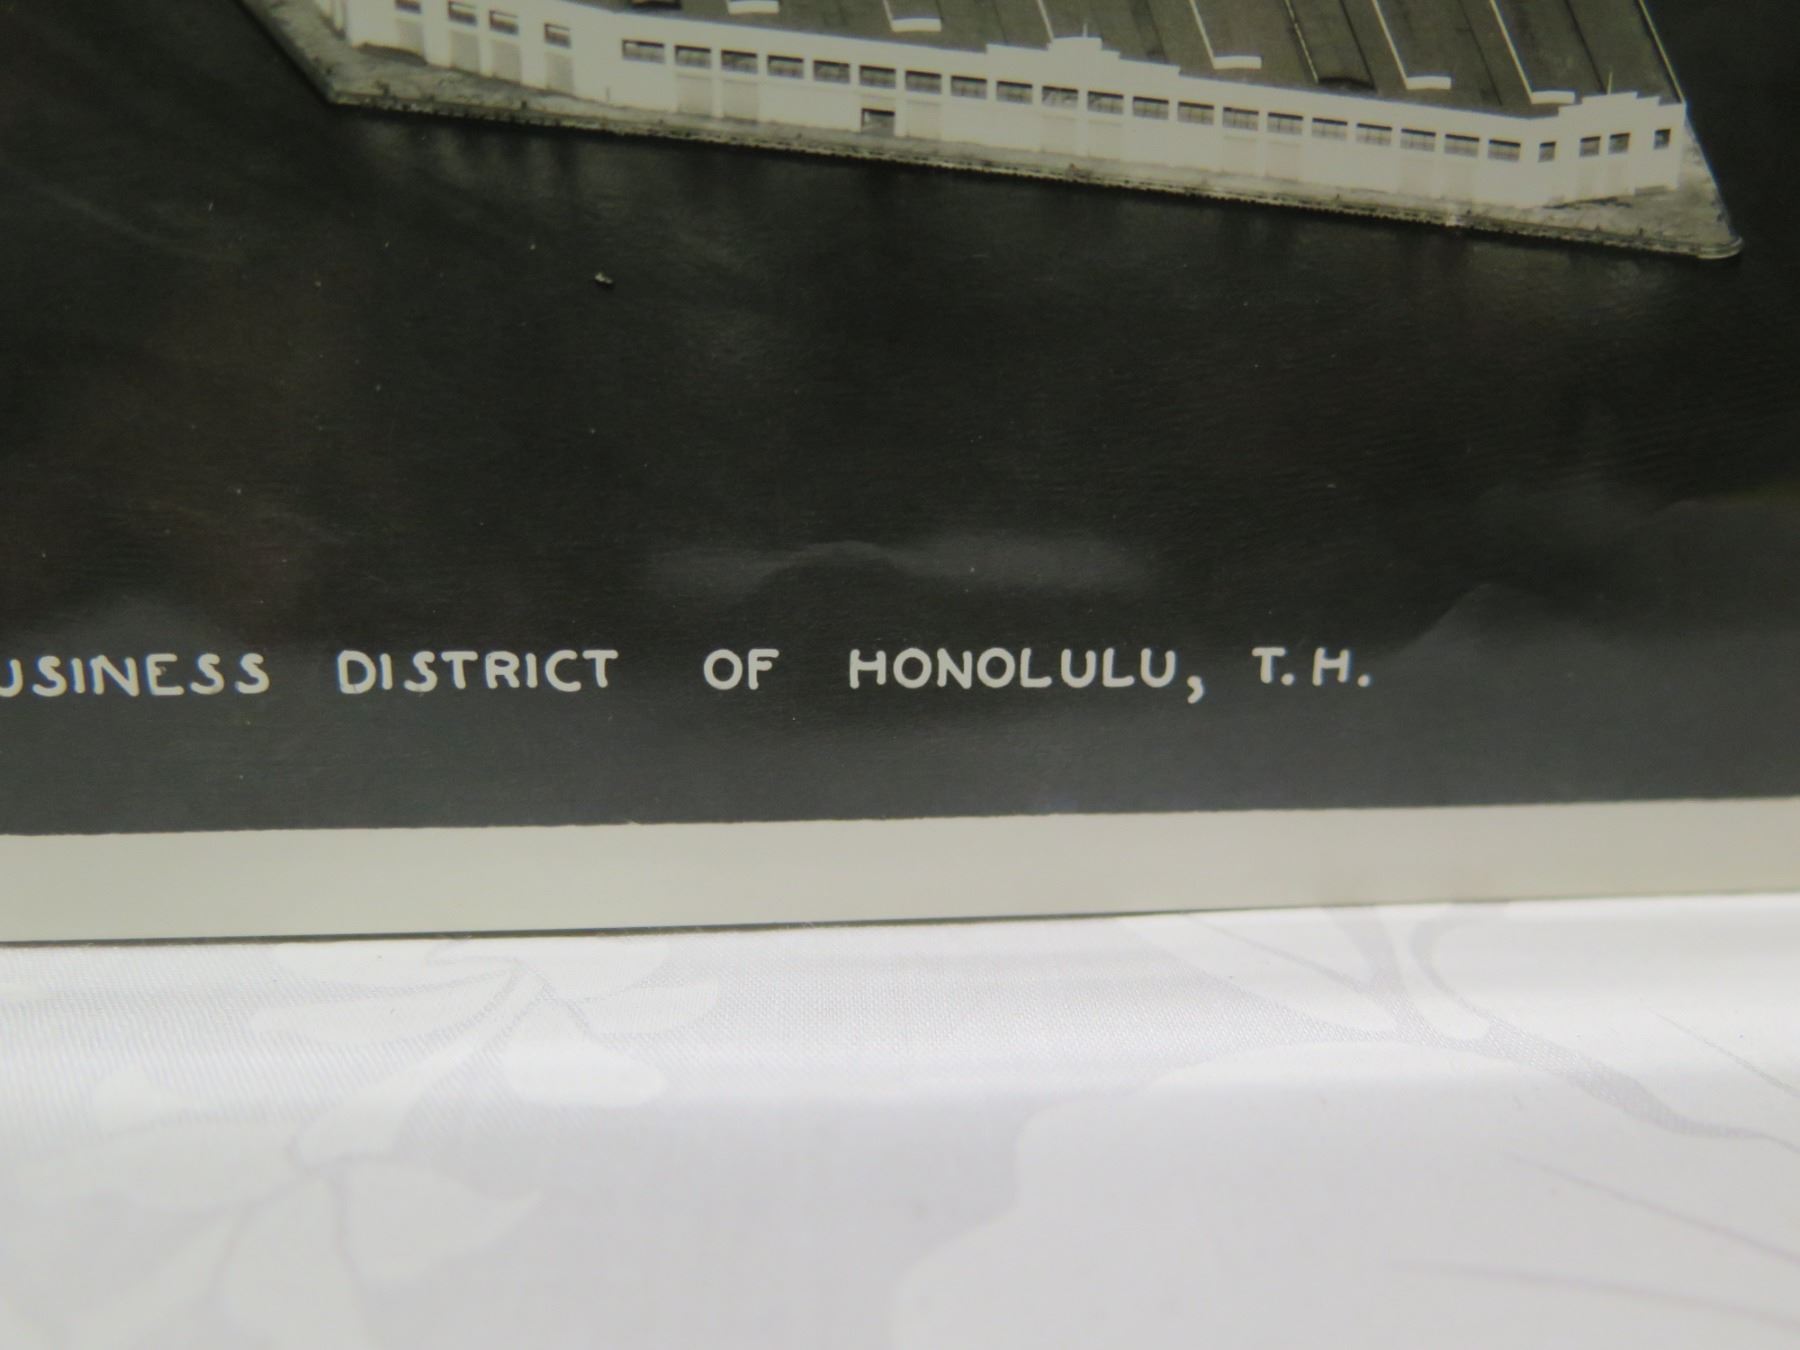 USINESS DISTRICT OF HONOLULU, T.H.